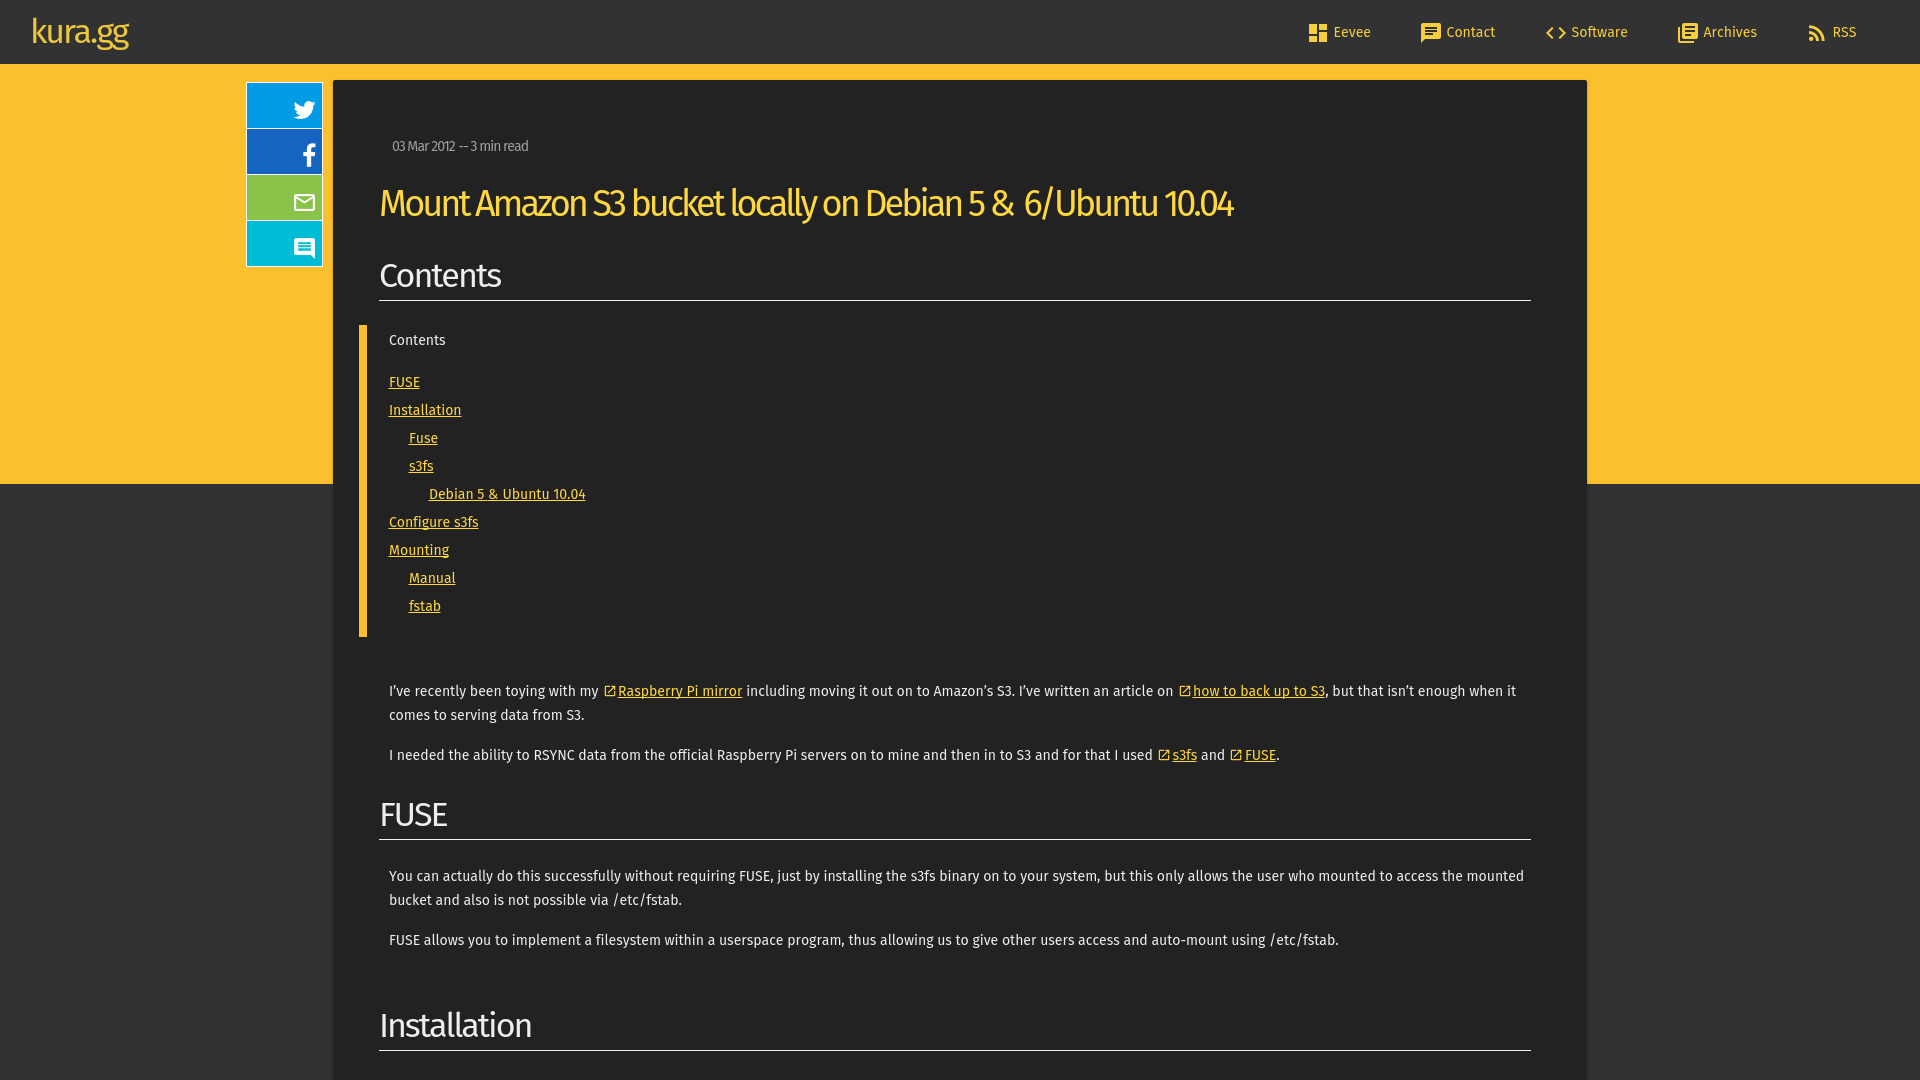 kura.gg
Eevee
Contact
Software
Archives
RSS
03 Mar 2012 -- 3 min read
Mount Amazon S3 bucket locally on Debian 5 & 6/Ubuntu 10.04
Contents
Contents
FUSE
Installation
Fuse
s3fs
Debian 5 & Ubuntu 10.04
Configure s3fs
Mounting
Manual
fstab
I’ve recently been toying with my Raspberry Pi mirror including moving it out on to Amazon’s S3. I’ve written an article on how to back up to S3, but that isn’t enough when it
comes to serving data from S3.
I needed the ability to RSYNC data from the official Raspberry Pi servers on to mine and then in to S3 and for that I used s3fs and FUSE.
FUSE
You can actually do this successfully without requiring FUSE, just by installing the s3fs binary on to your system, but this only allows the user who mounted to access the mounted
bucket and also is not possible via /etc/fstab.
FUSE allows you to implement a filesystem within a userspace program, thus allowing us to give other users access and auto-mount using /etc/fstab.
Installation